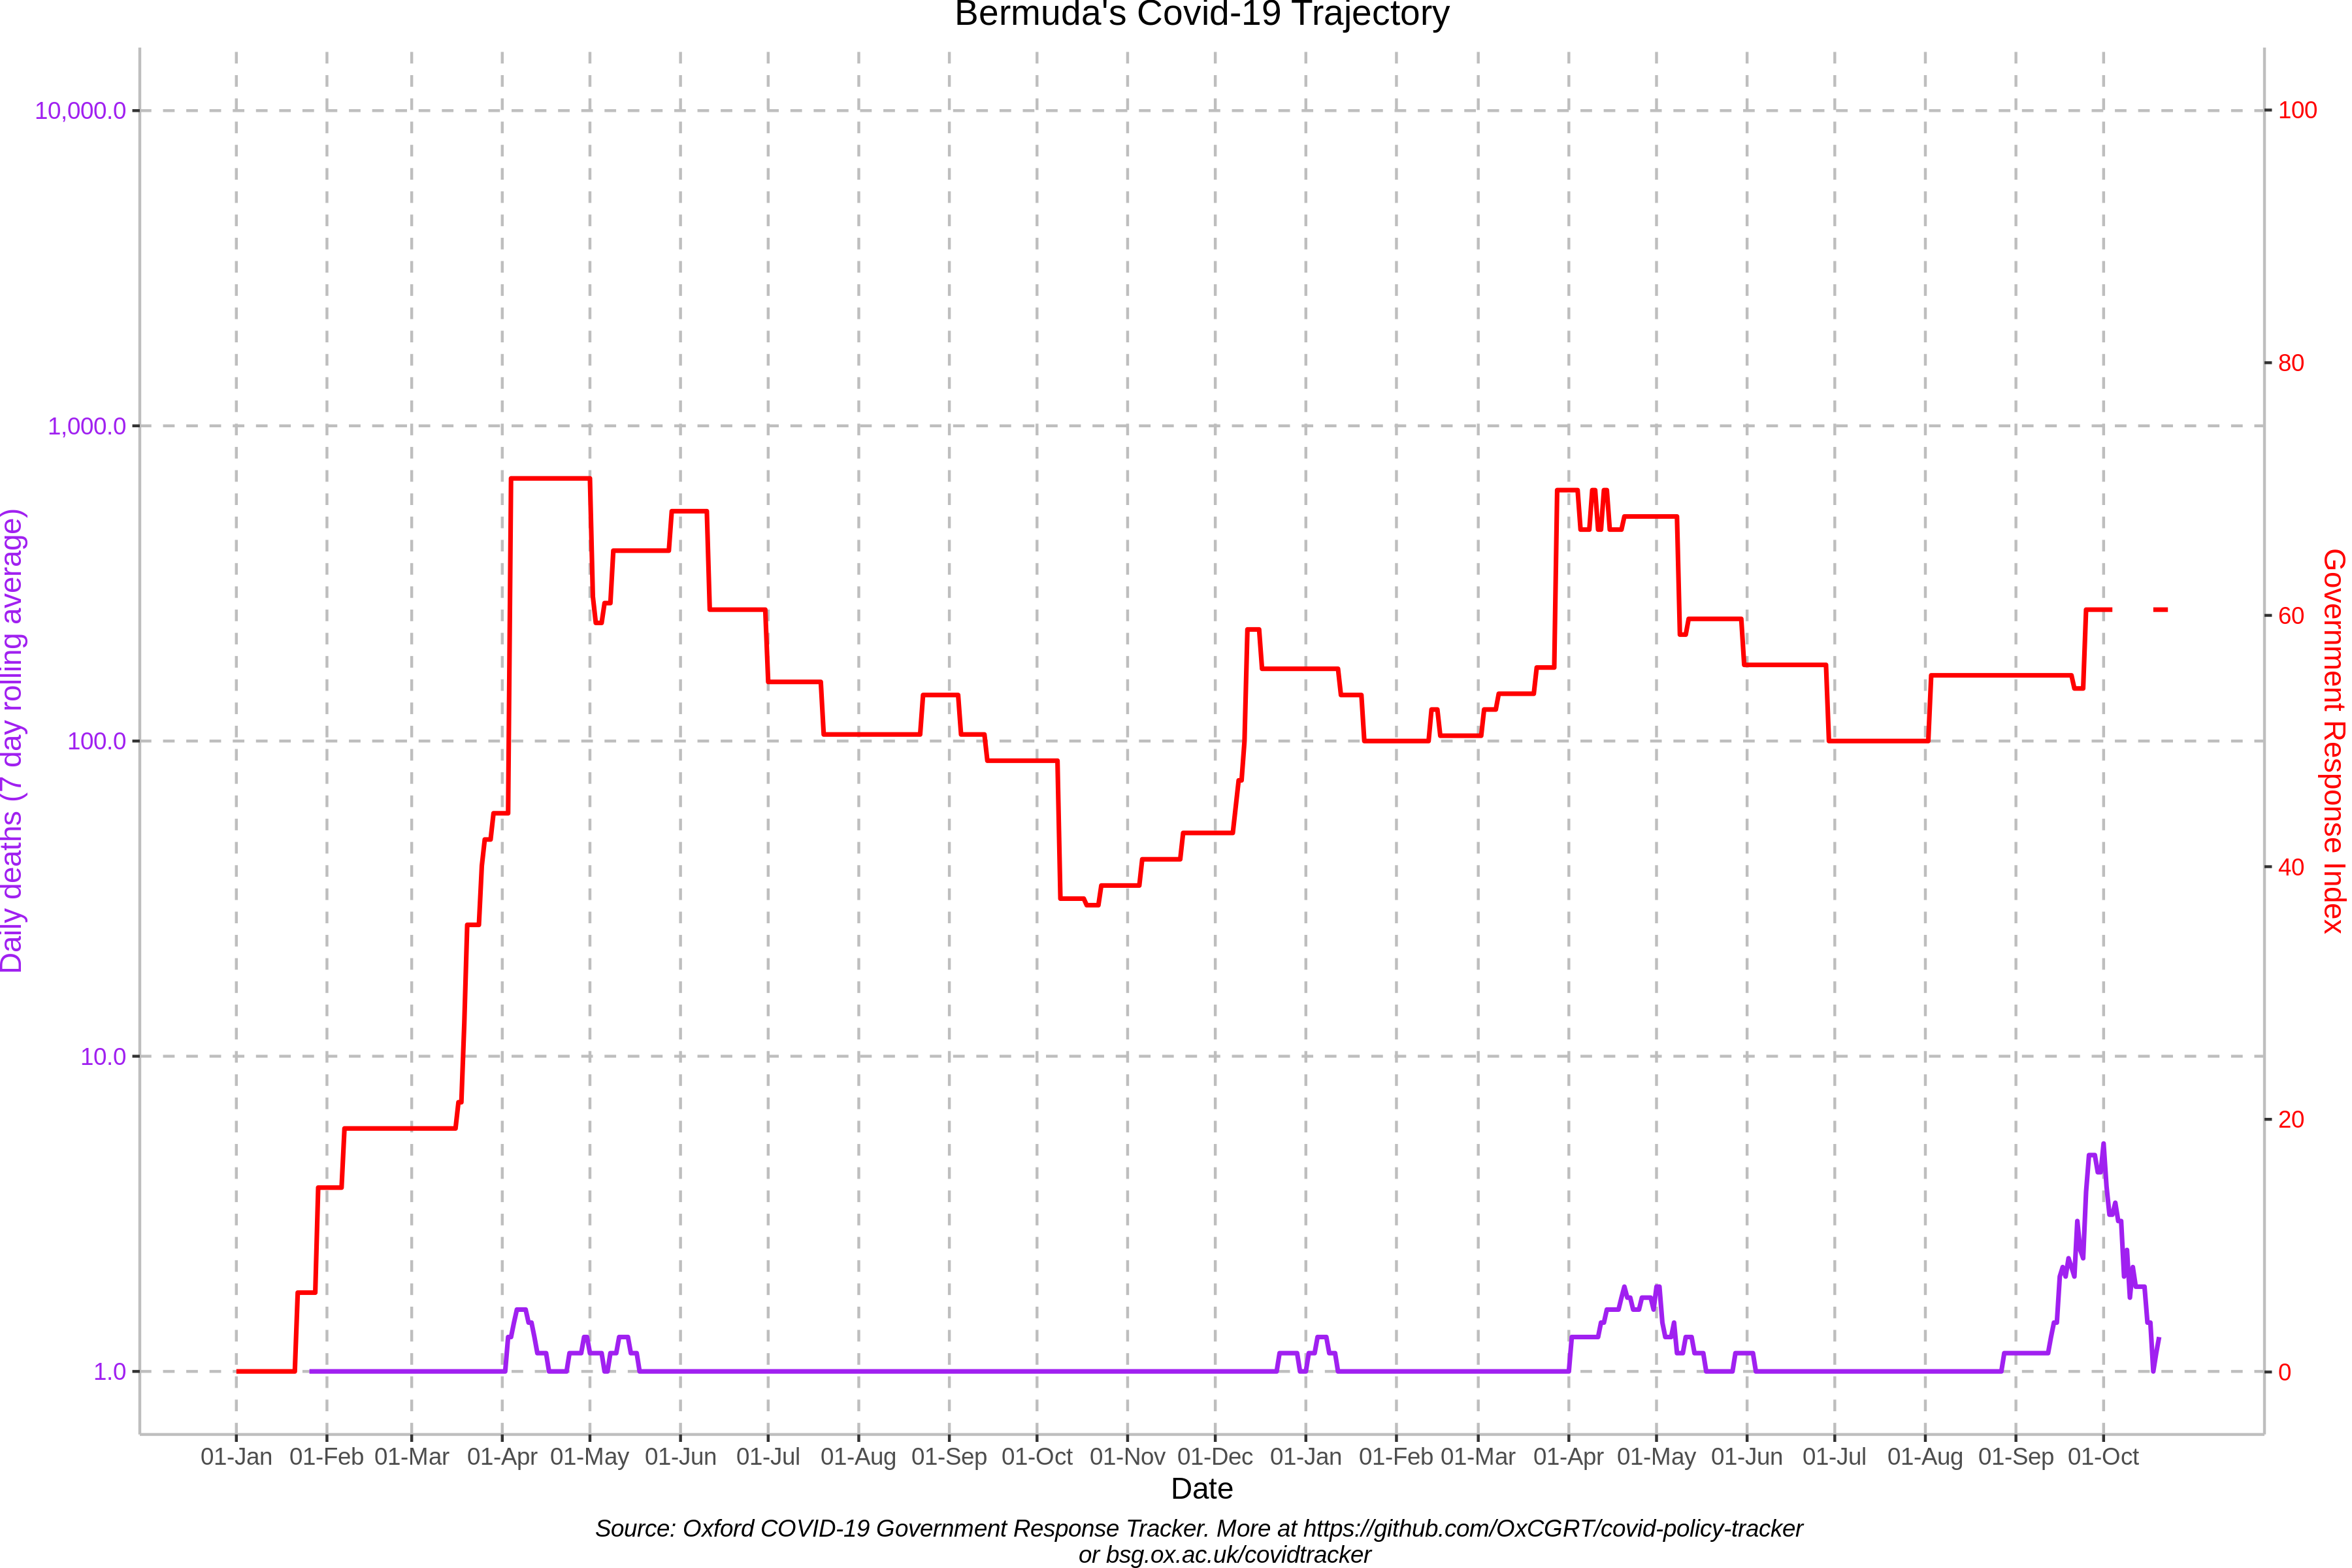 Bermuda's Covid-19 Trajectory
10,000.0
1,000.0
100.0
10.0
1.0
Daily deaths (7 day rolling average)
100
80
60
40
20
0
Government Response Index
01-Jan 01-Feb 01-Mar 01-Apr 01-May 01-Jun 01-Jul 01-Aug 01-Sep 01-Oct 01-Nov 01-Dec 01-Jan 01-Feb 01-Mar 01-Apr 01-May 01-Jun 01-Jul 01-Aug 01-Sep 01-Oct
Date
Source: Oxford COVID-19 Government Response Tracker. More at https://github.com/OxCGRT/covid-policy-tracker
or bsg.ox.ac.uk/covidtracker